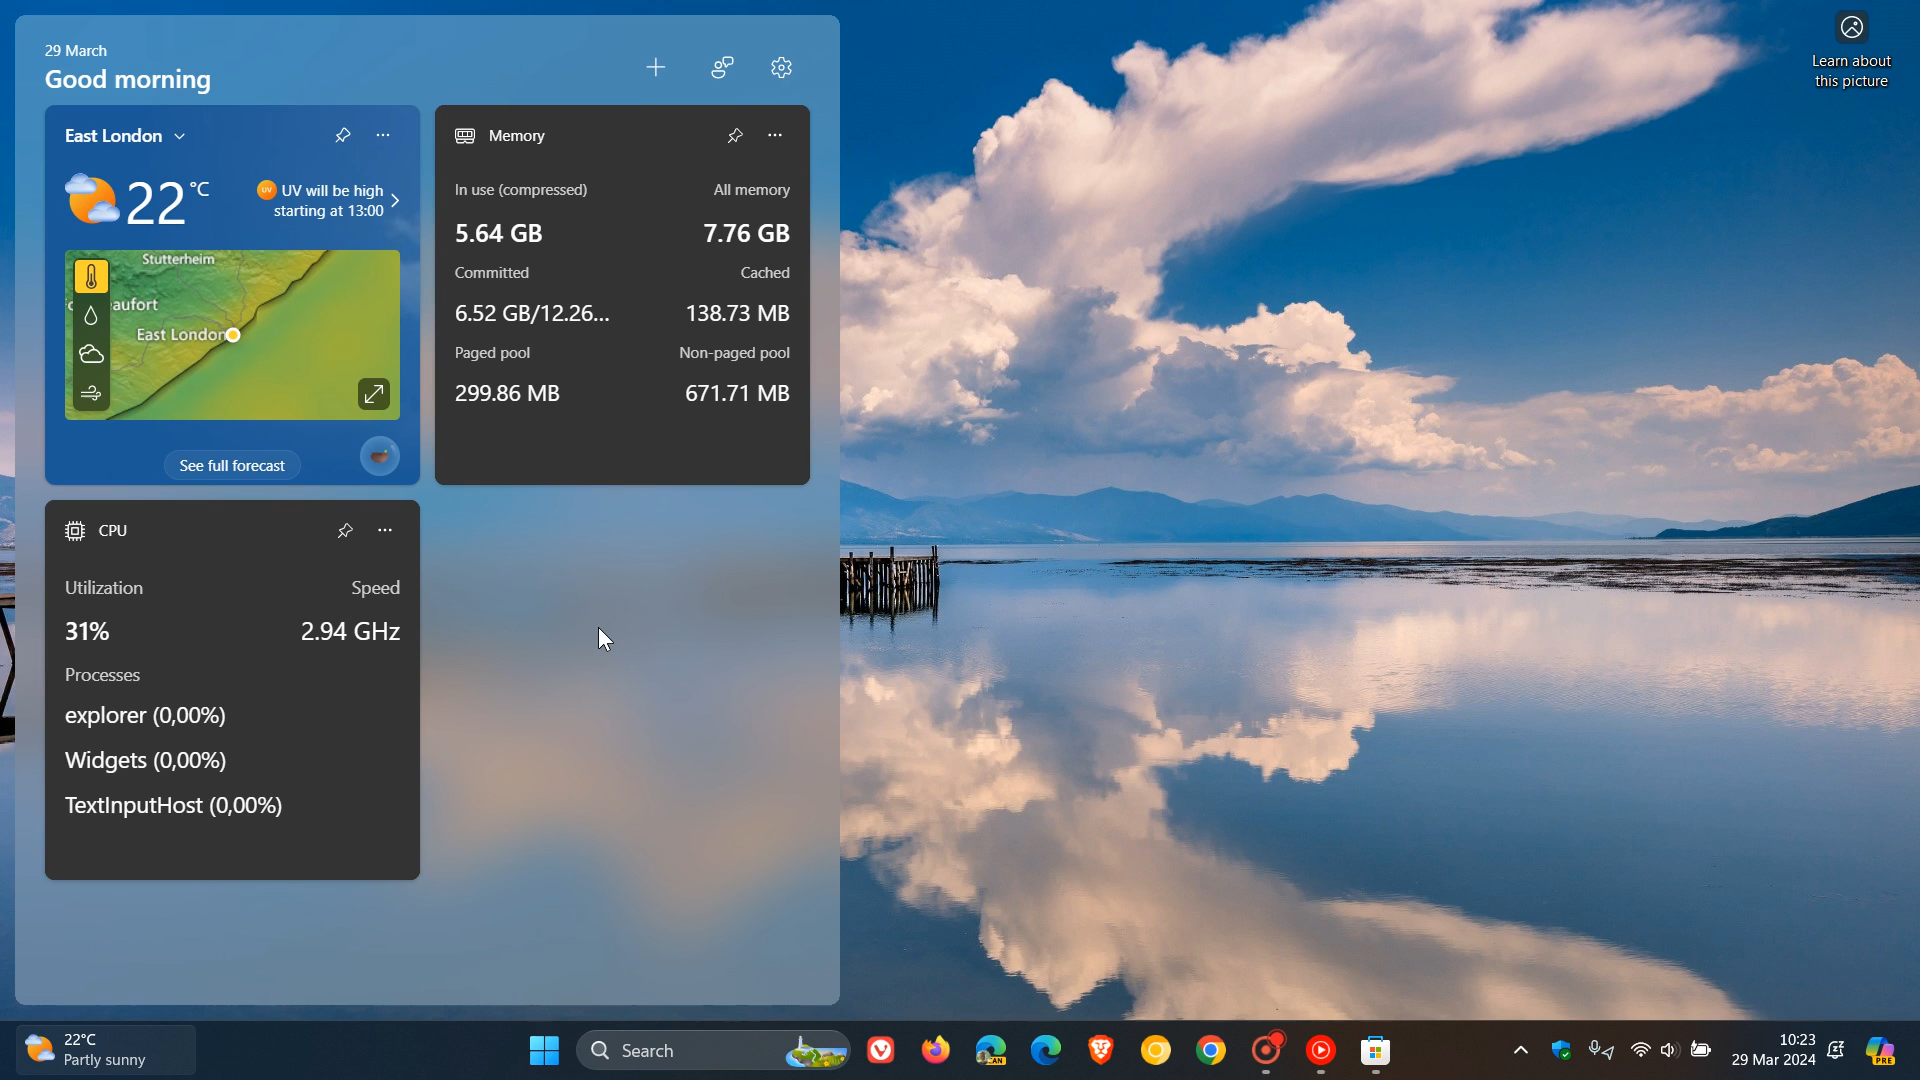 29 March
Good morning
East London
22 °C
UV
UV will be high
starting at 13:00
Stutterheim
aufort
East London
See full forecast
Memory
In use (compressed)
All memory
5.64 GB
7.76 GB
Committed
Cached
6.52 GB/12.26...
138.73 MB
Paged pool
Non-paged pool
299.86 MB
671.71 MB
CPU
Utilization
Speed
31%
2.94 GHz
Processes
explorer (0,00%)
Widgets (0,00%)
TextInputHost (0,00%)
Learn about
this picture
22°C
Partly sunny
Search
CAN
10:23
29 Mar 2024
PRE